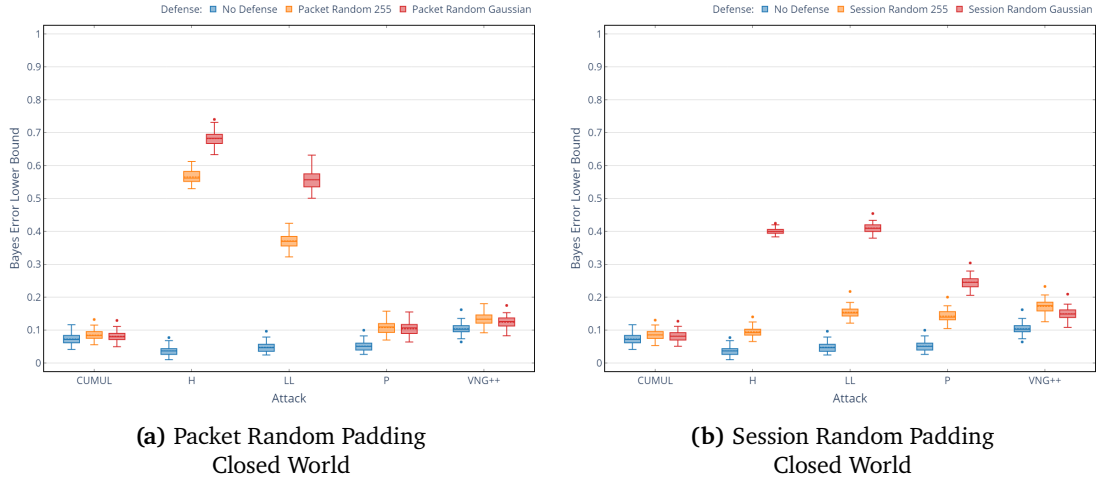 Defense: No Defense Packet Random 255 Packet Random Gaussian
1
0.9
0.8
0.7
0.6
0.5
0.4
0.3
0.2
0.1
0
Bayes Error Lower Bound
CUMUL H LL P VNG++
Attack
(a) Packet Random Padding
Closed World
Defense: No Defense Session Random 255 Session Random Gaussian
1
0.9
0.8
0.7
0.6
0.5
0.4
0.3
0.2
0.1
0
Bayes Error Lower Bound
CUMUL H LL P VNG++
Attack
(b) Session Random Padding
Closed World